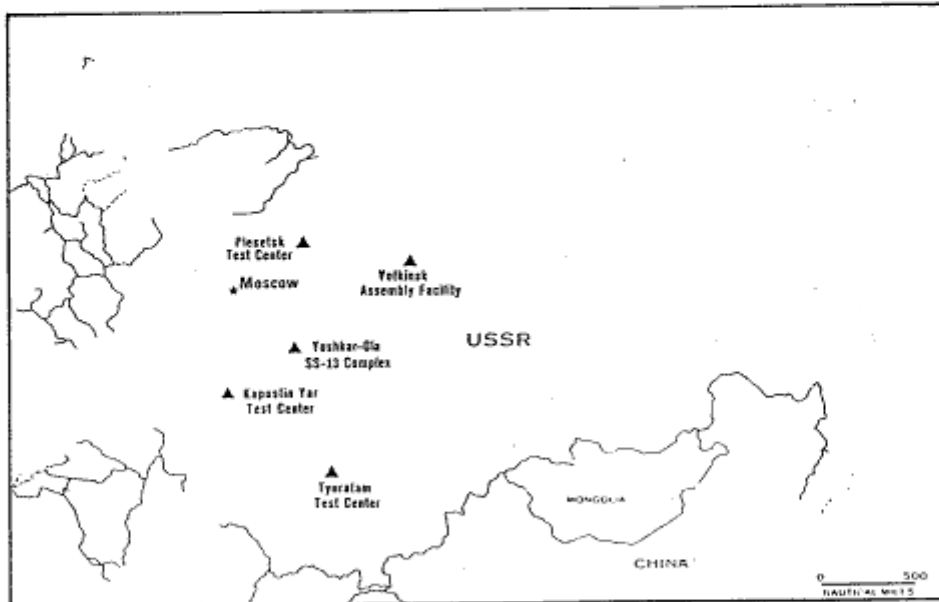 Plesetsk
Test Center
Moscow
Votkinsk
Assembly Facility
USSR
Yoshkar-Ola
SS-13 Complex
Kapustin Yar
Test Center
Tyuratam
Test Center
MONGOLIA
CHINA
0 500
NAUTICAL MILES